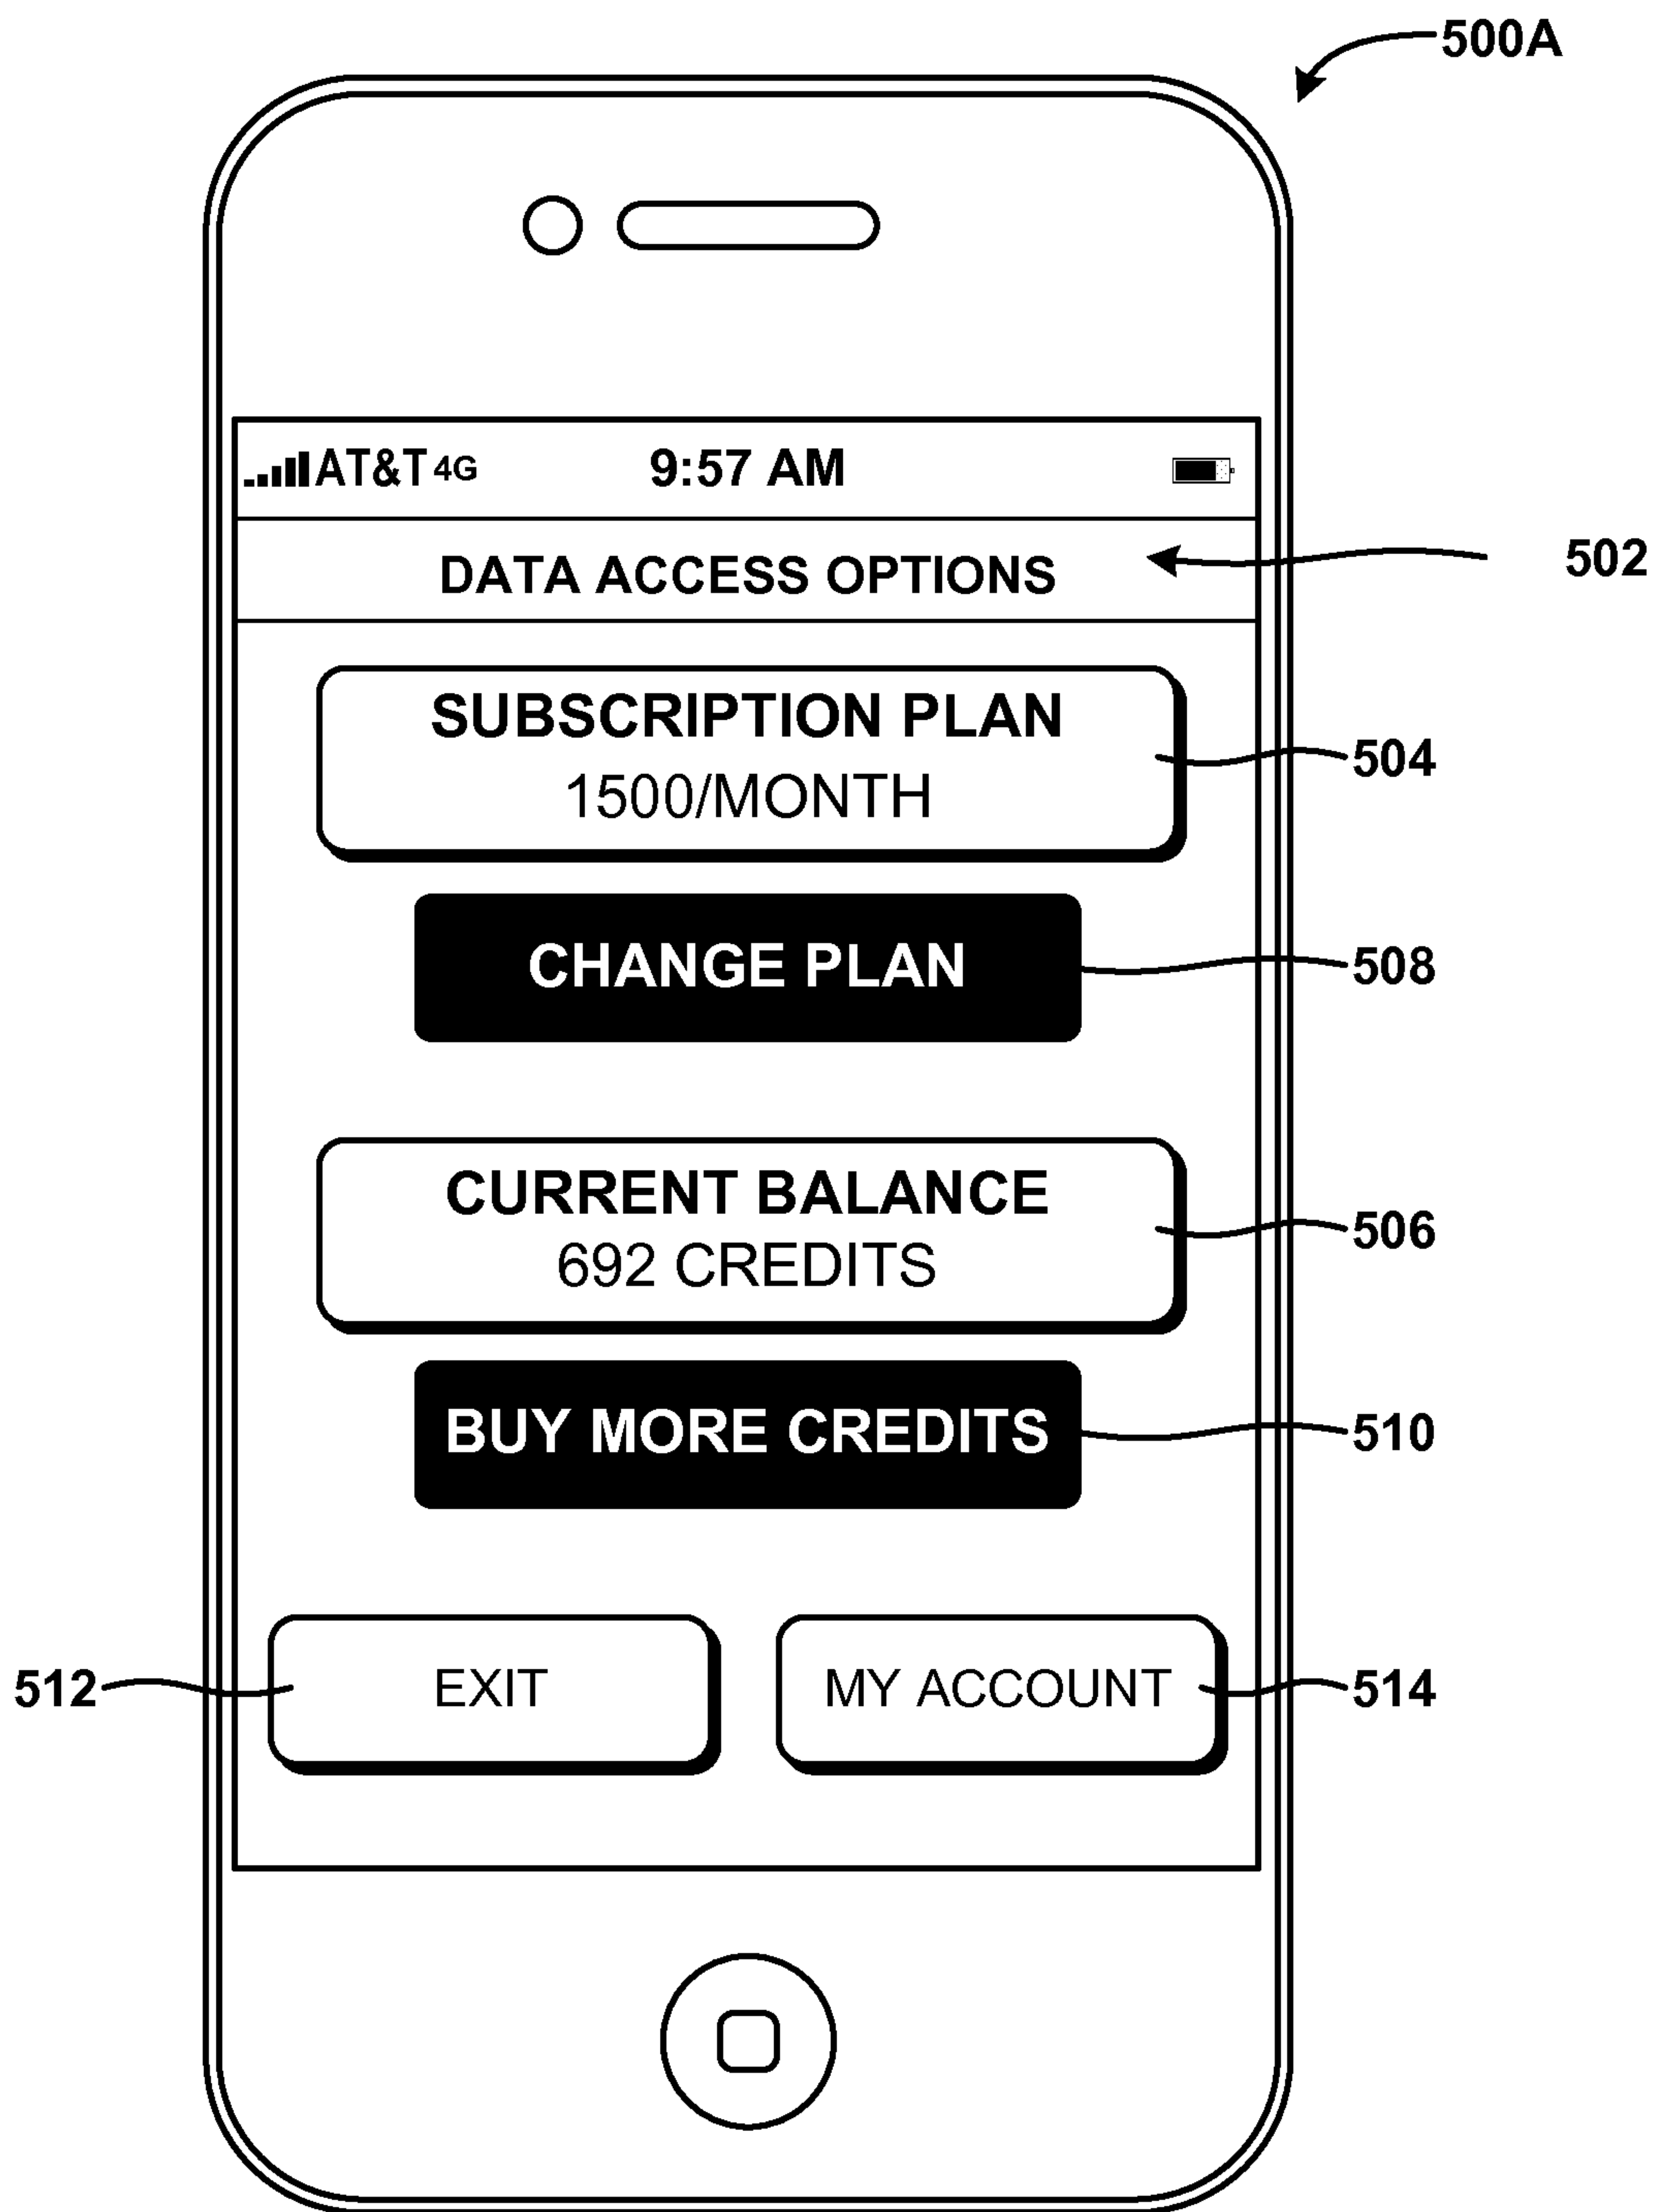 500A
AT&T 4G 9:57 AM
DATA ACCESS OPTIONS 502
SUBSCRIPTION PLAN
1500/MONTH
504
CHANGE PLAN 508
CURRENT BALANCE
692 CREDITS
506
BUY MORE CREDITS 510
512 EXIT MY ACCOUNT 514